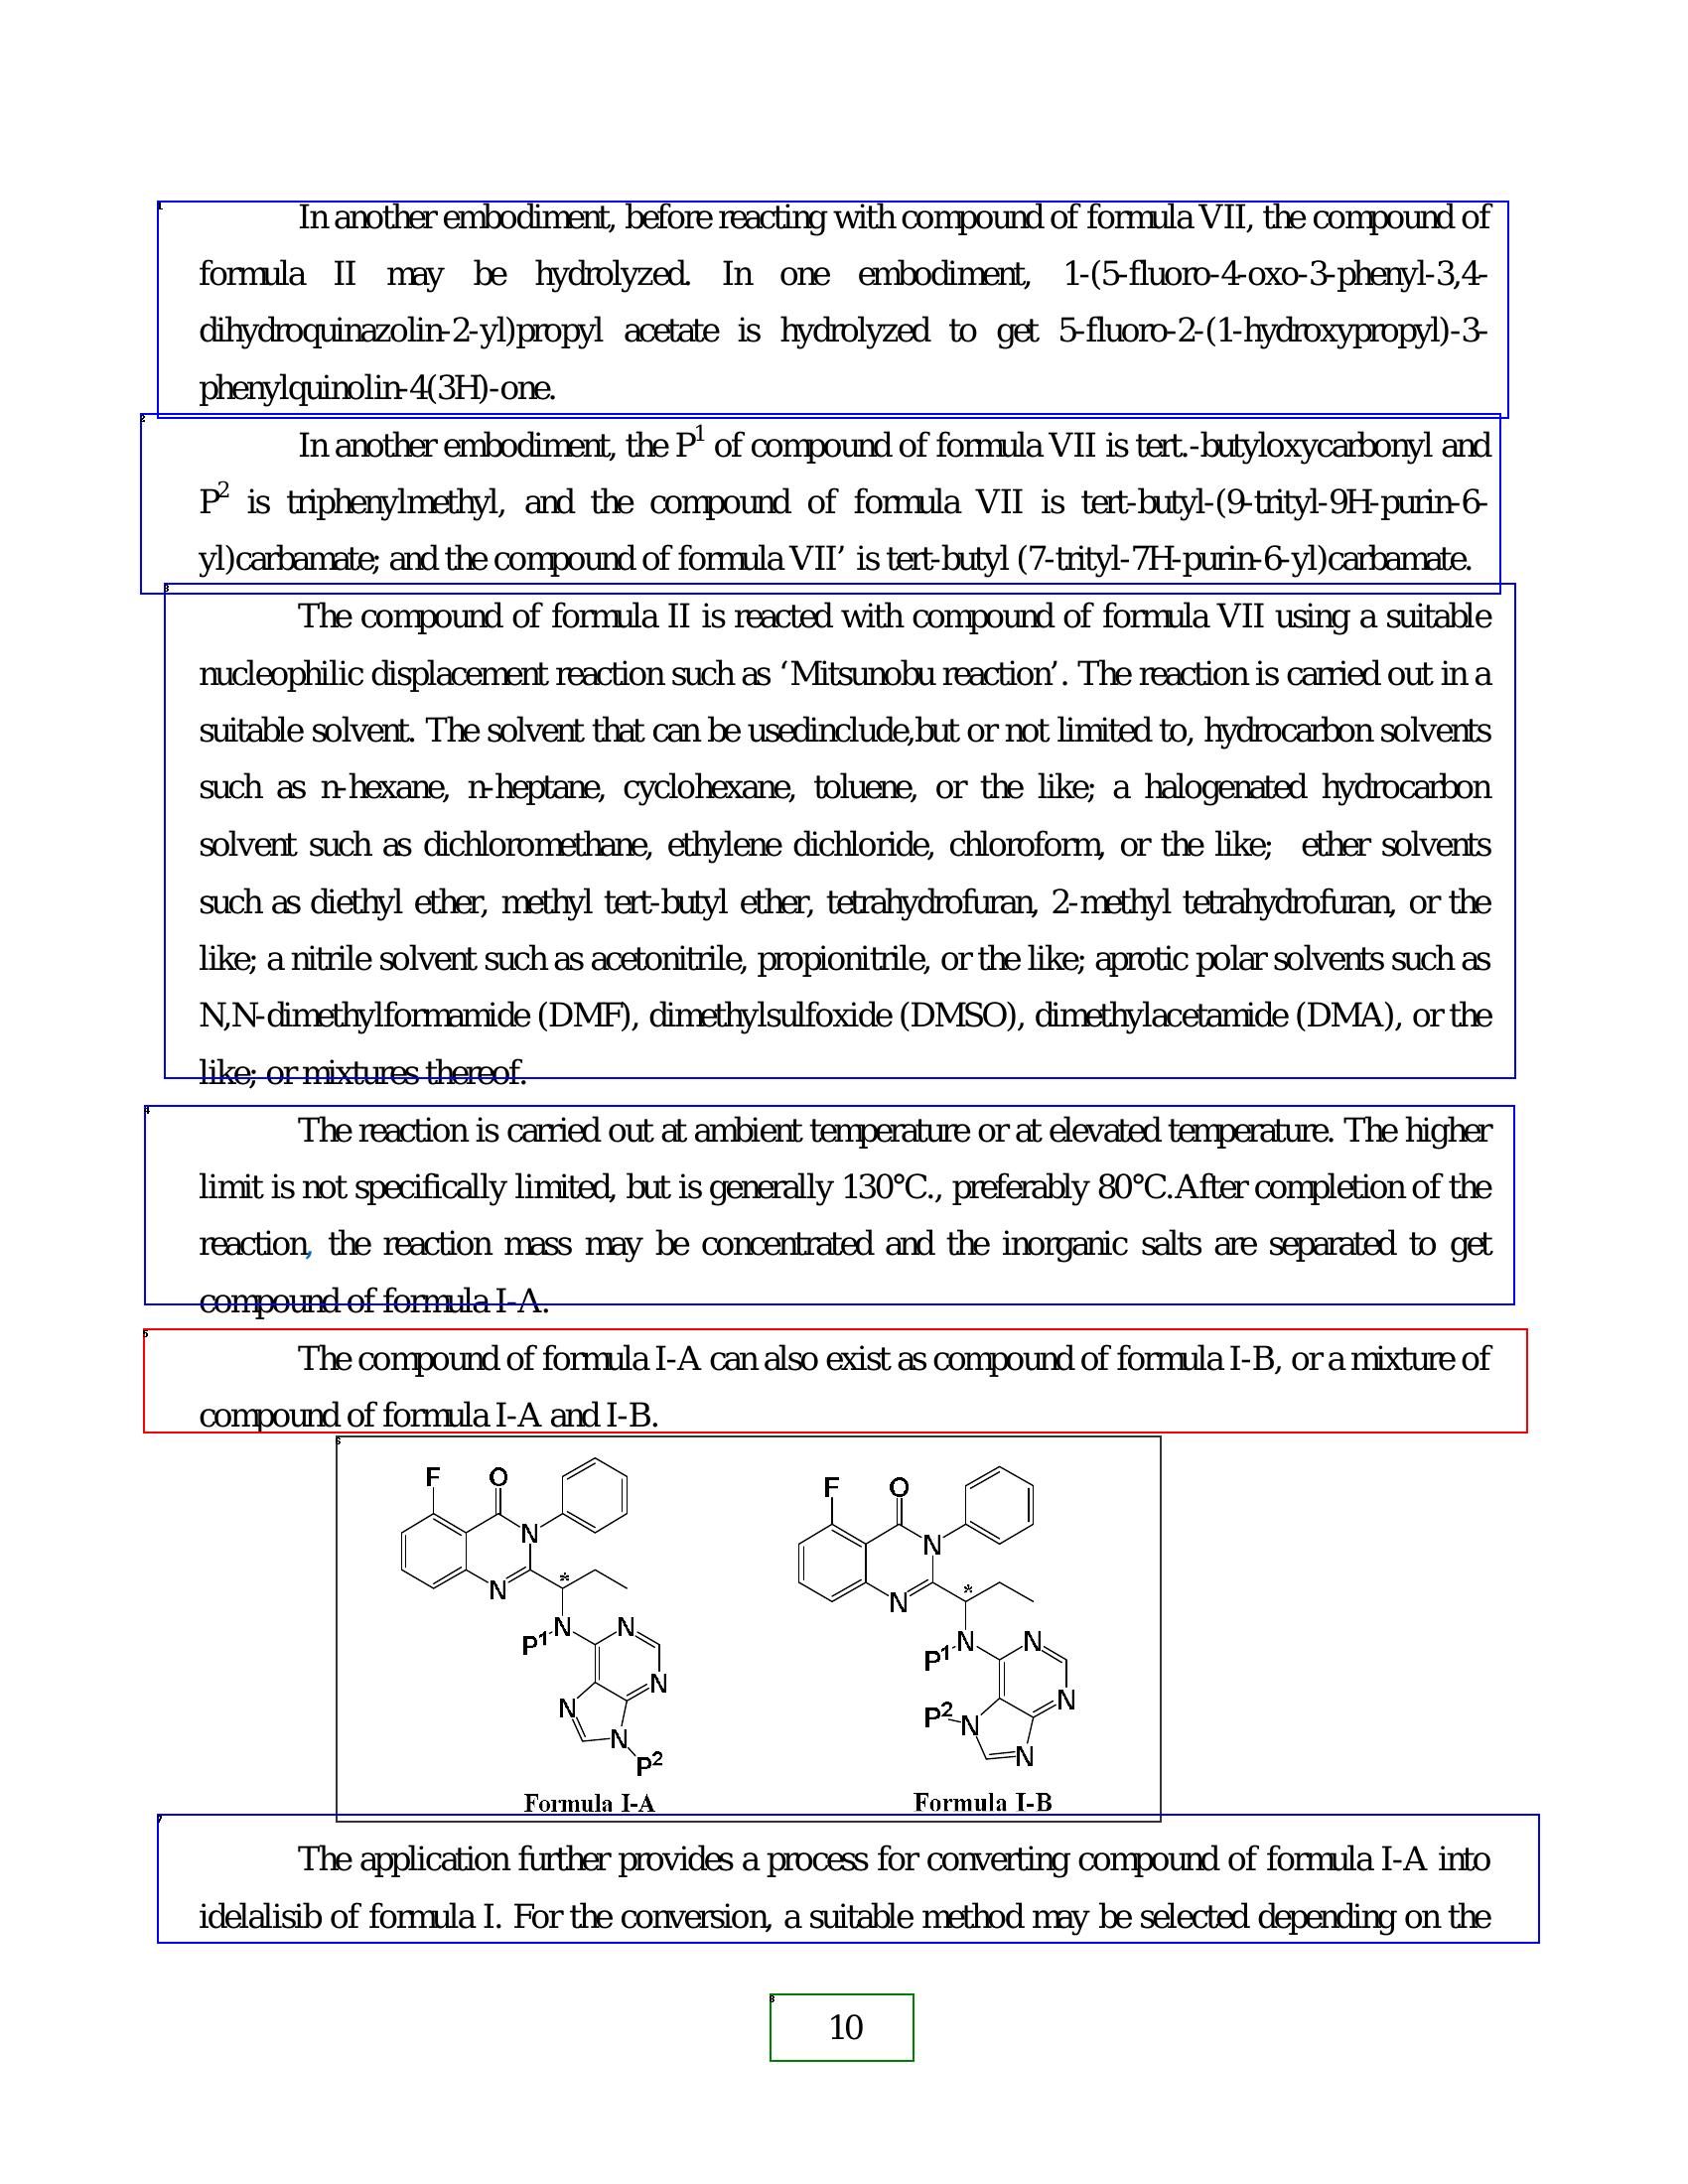 In another embodiment, before reacting with compound of formula VII, the compound of
formula II may be hydrolyzed. In one embodiment, 1-(5-fluoro-4-oxo-3-phenyl-3,4-
dihydroquinazolin-2-yl)propyl acetate is hydrolyzed to get 5-fluoro-2-(1-hydroxypropyl)-3-
phenylquinolin-4(3H)-one.
In another embodiment, the P¹ of compound of formula VII is tert.-butyloxycarbonyl and
P² is triphenylmethyl, and the compound of formula VII is tert-butyl-(9-trityl-9H-purin-6-
yl)carbamate; and the compound of formula VII’ is tert-butyl (7-trityl-7H-purin-6-yl)carbamate.
The compound of formula II is reacted with compound of formula VII using a suitable
nucleophilic displacement reaction such as ‘Mitsunobu reaction’. The reaction is carried out in a
suitable solvent. The solvent that can be usedinclude,but or not limited to, hydrocarbon solvents
such as n-hexane, n-heptane, cyclohexane, toluene, or the like; a halogenated hydrocarbon
solvent such as dichloromethane, ethylene dichloride, chloroform, or the like; ether solvents
such as diethyl ether, methyl tert-butyl ether, tetrahydrofuran, 2-methyl tetrahydrofuran, or the
like; a nitrile solvent such as acetonitrile, propionitrile, or the like; aprotic polar solvents such as
N,N-dimethylformamide (DMF), dimethylsulfoxide (DMSO), dimethylacetamide (DMA), or the
like; or mixtures thereof.
The reaction is carried out at ambient temperature or at elevated temperature. The higher
limit is not specifically limited, but is generally 130°C., preferably 80°C.After completion of the
reaction, the reaction mass may be concentrated and the inorganic salts are separated to get
compound of formula I-A.
The compound of formula I-A can also exist as compound of formula I-B, or a mixture of
compound of formula I-A and I-B.
F O N N * N P¹ N N N N P²
F O N N * N P¹ N N P² N N
Formula I-A Formula I-B
The application further provides a process for converting compound of formula I-A into
idelalisib of formula I. For the conversion, a suitable method may be selected depending on the
10